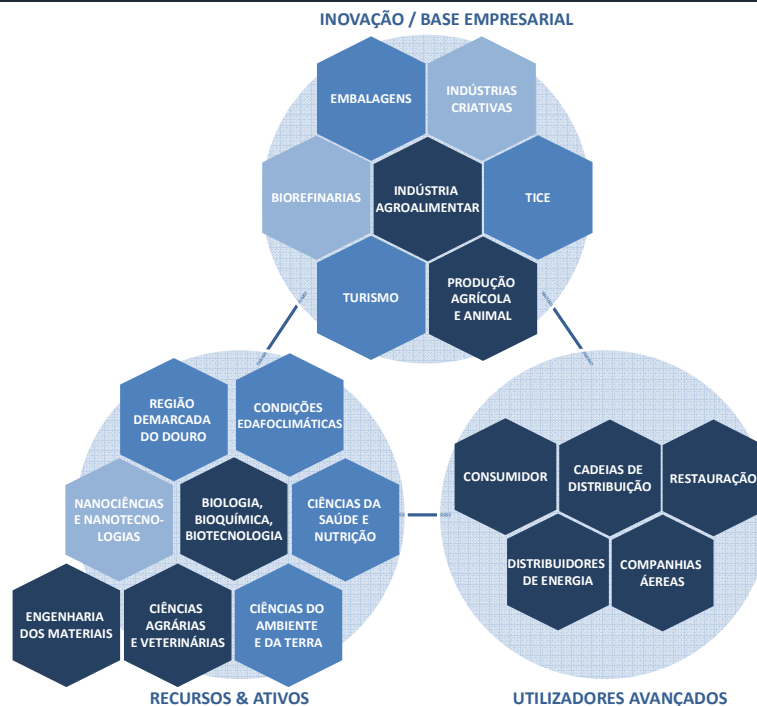 INOVAÇÃO / BASE EMPRESARIAL
EMBALAGENS
INDÚSTRIAS
CRIATIVAS
BIOREFINARIAS
INDÚSTRIA
AGROALIMENTAR
TICE
TURISMO
PRODUÇÃO
AGRÍCOLA
E ANIMAL
REGIÃO
DEMARCADA
DO DOURO
CONDIÇÕES
EDAFOCLIMÁTICAS
NANOCIÊNCIAS
E NANOTECNO-
LOGIAS
BIOLOGIA,
BIOQUÍMICA,
BIOTECNOLOGIA
CIÊNCIAS DA
SAÚDE E
NUTRIÇÃO
ENGENHARIA
DOS MATERIAIS
CIÊNCIAS
AGRÁRIAS
E VETERINÁRIAS
CIÊNCIAS DO
AMBIENTE
E DA TERRA
RECURSOS & ATIVOS
CONSUMIDOR
CADEIAS DE
DISTRIBUIÇÃO
RESTAURAÇÃO
DISTRIBUIDORES
DE ENERGIA
COMPANHIAS
ÁEREAS
UTILIZADORES AVANÇADOS